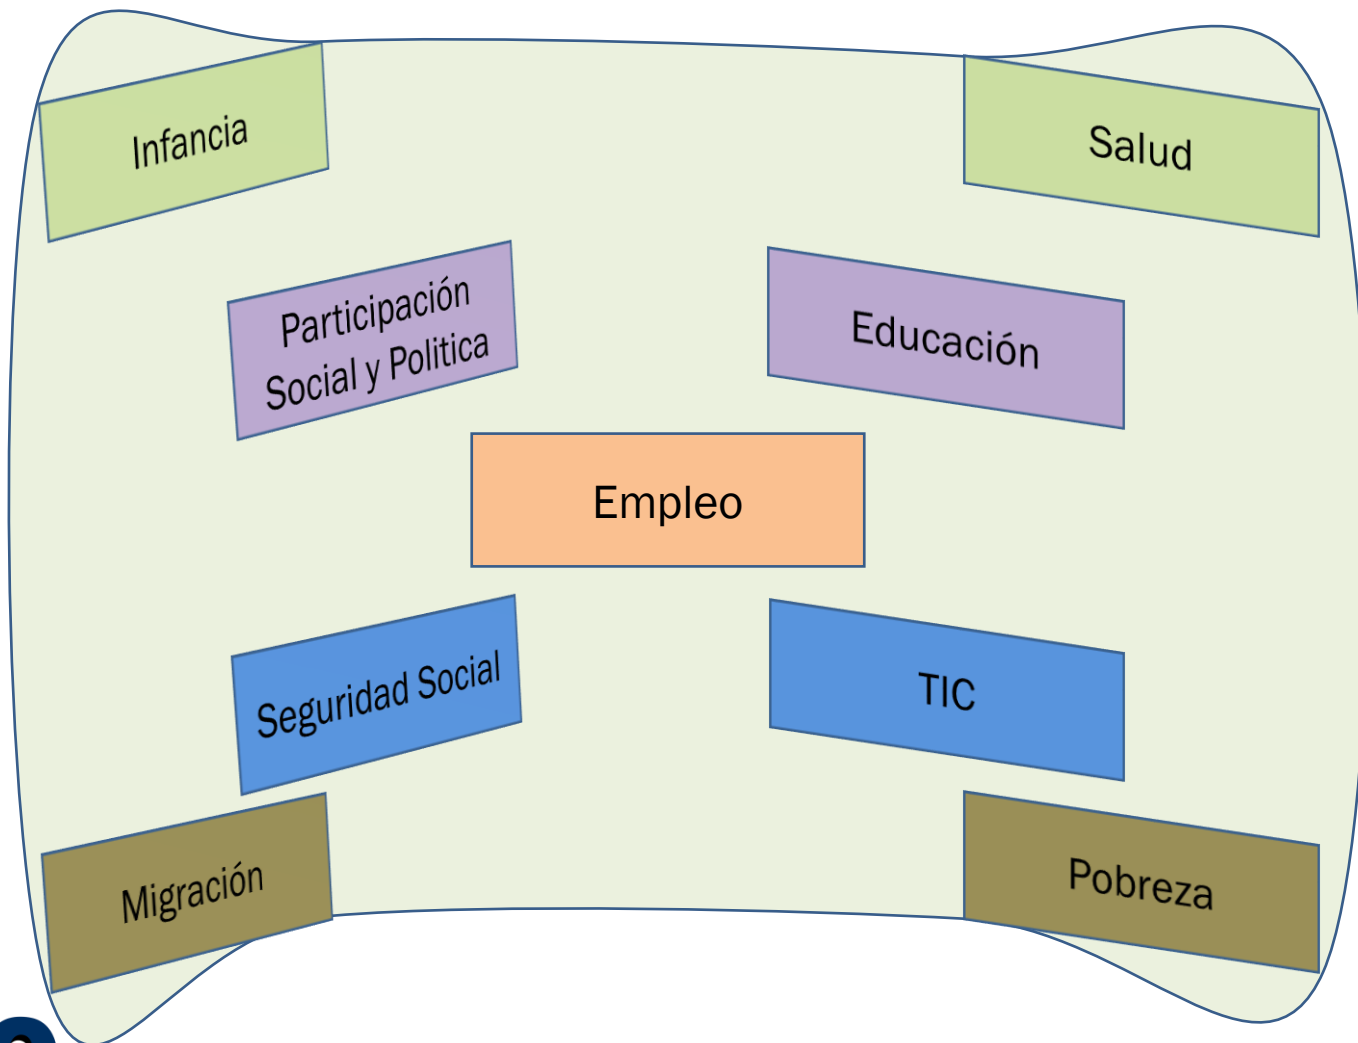 Infancia
Salud
Participación
Social y Politica
Educación
Empleo
Seguridad Social
TIC
Migración
Pobreza